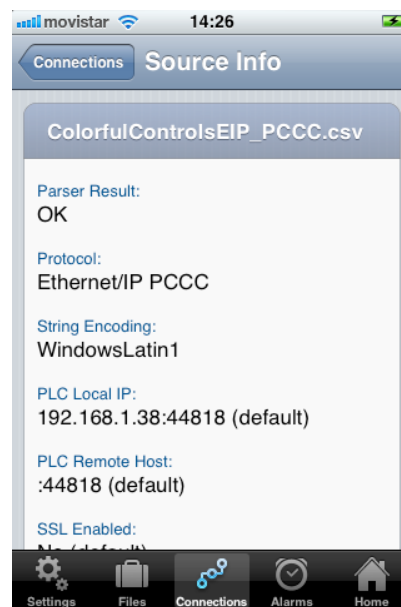 movistar 14:26
Connections Source Info
ColorfulControlsEIP_PCCC.csv
Parser Result:
OK
Protocol:
Ethernet/IP PCCC
String Encoding:
WindowsLatin1
PLC Local IP:
192.168.1.38:44818 (default)
PLC Remote Host:
:44818 (default)
SSL Enabled:
No (default)
Settings Files Connections Alarms Home